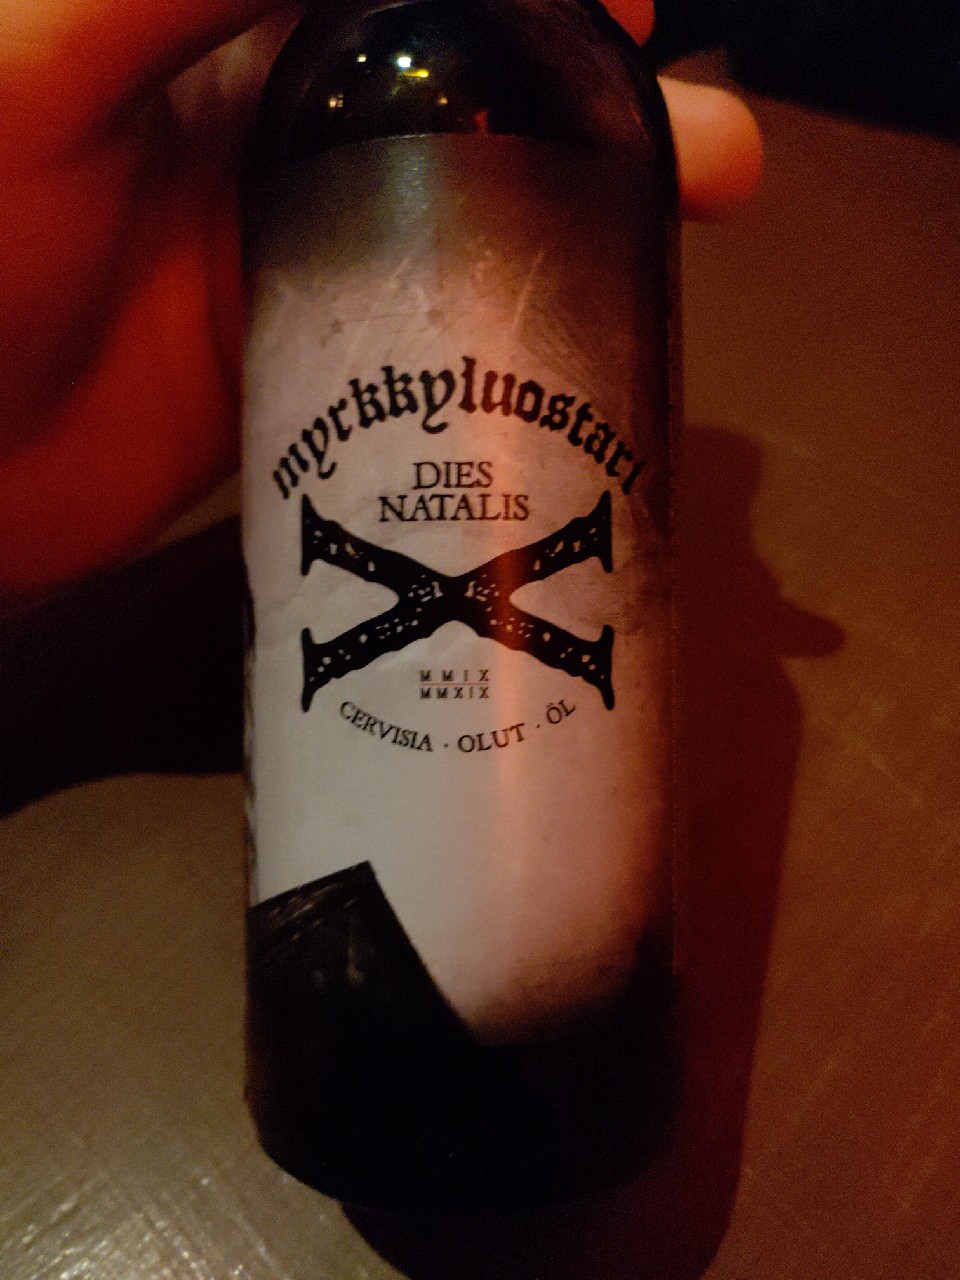 myrkkyluostari
DIES
NATALIS
X
MMIX
MMXIX
CERVISIA · OLUT · ÖL